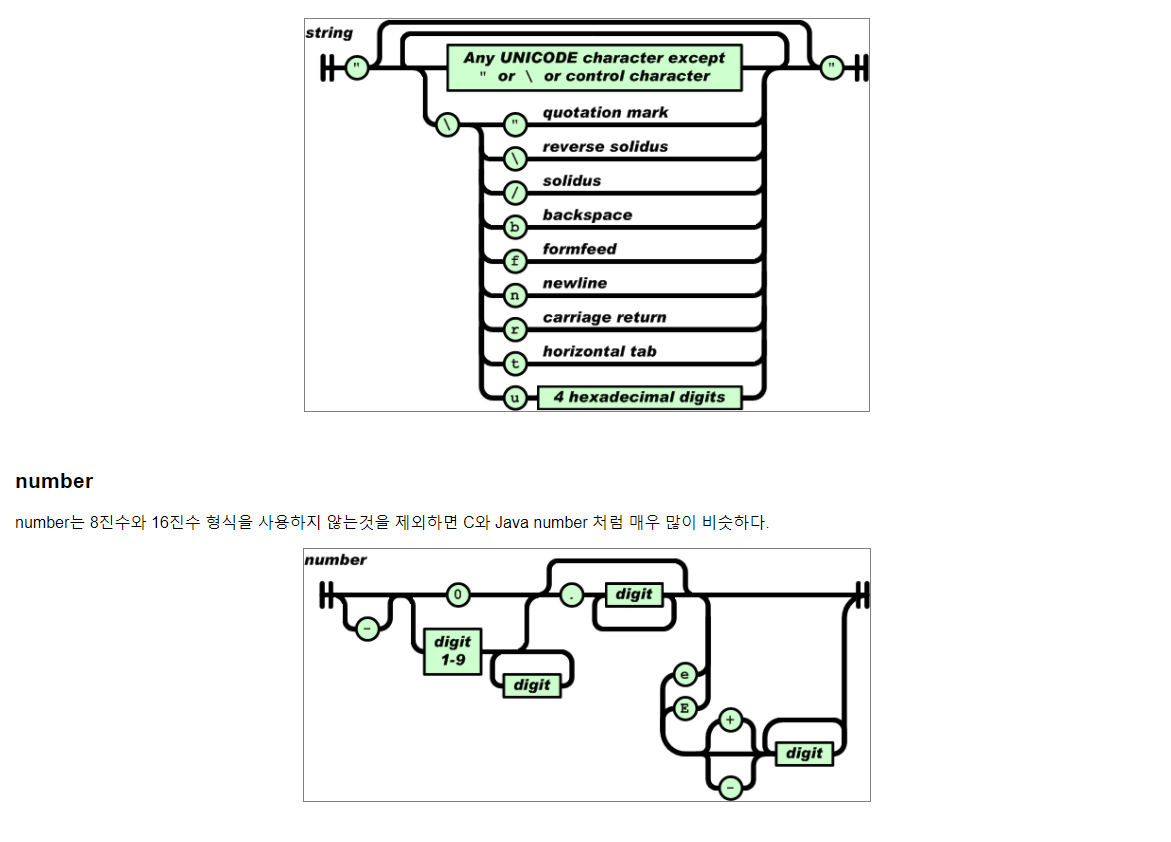 string
"
Any UNICODE character except
" or \ or control character
"
\
" quotation mark
\ reverse solidus
/ solidus
b backspace
f formfeed
n newline
r carriage return
t horizontal tab
u 4 hexadecimal digits
number
number는 8진수와 16진수 형식을 사용하지 않는것을 제외하면 C와 Java number 처럼 매우 많이 비슷하다.
number
0 . digit
-
digit
1-9
digit
e
E
+
digit
-